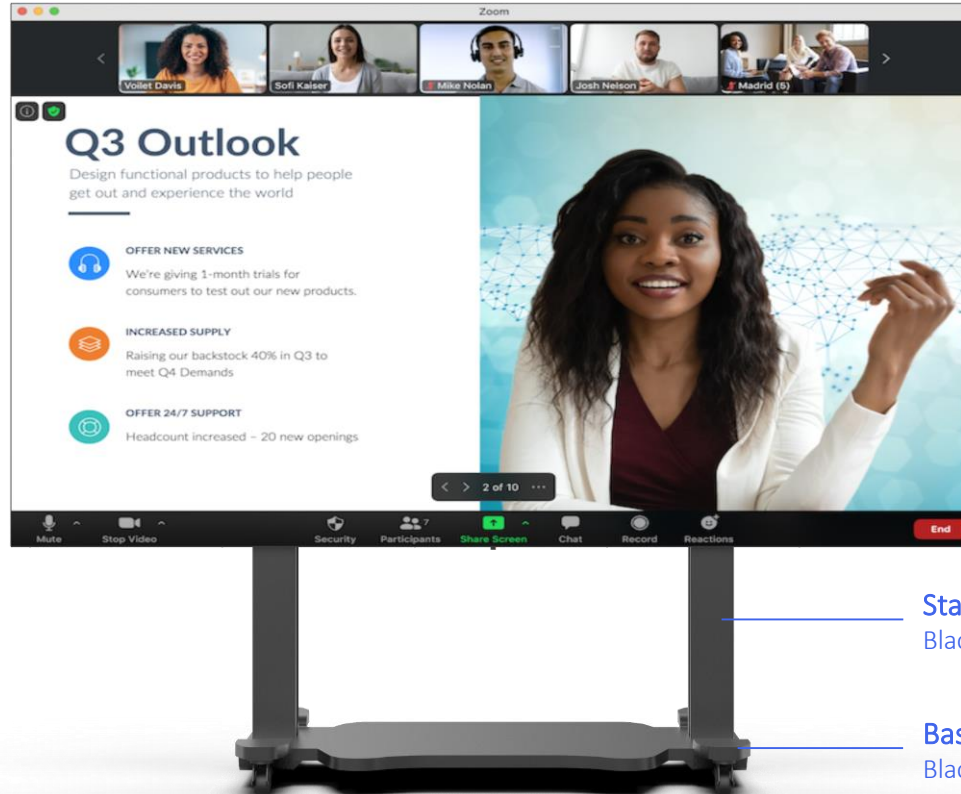 Zoom
Voilet Davis
Sofi Kaiser
Mike Nolan
Josh Nelson
Madrid (5)
Q3 Outlook
Design functional products to help people
get out and experience the world
OFFER NEW SERVICES
We're giving 1-month trials for
consumers to test out our new products.
INCREASED SUPPLY
Raising our backstock 40% in Q3 to
meet Q4 Demands
OFFER 24/7 SUPPORT
Headcount increased – 20 new openings
2 of 10
Mute
Stop Video
Security
Participants
7
Share Screen
Chat
Record
Reactions
End
Sta
Blac
Bas
Blac